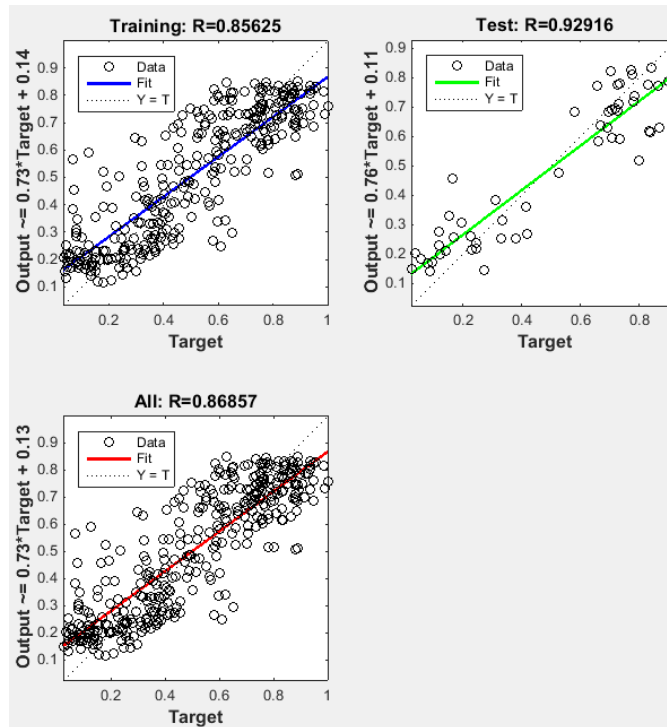 Training: R=0.85625
Output ~= 0.73*Target + 0.14
0.9
0.8
0.7
0.6
0.5
0.4
0.3
0.2
0.1
Data
Fit
Y = T
0.2 0.4 0.6 0.8 1
Target
Test: R=0.92916
Output ~= 0.76*Target + 0.11
0.9
0.8
0.7
0.6
0.5
0.4
0.3
0.2
0.1
Data
Fit
Y = T
0.2 0.4 0.6 0.8
Target
All: R=0.86857
Output ~= 0.73*Target + 0.13
0.9
0.8
0.7
0.6
0.5
0.4
0.3
0.2
0.1
Data
Fit
Y = T
0.2 0.4 0.6 0.8 1
Target